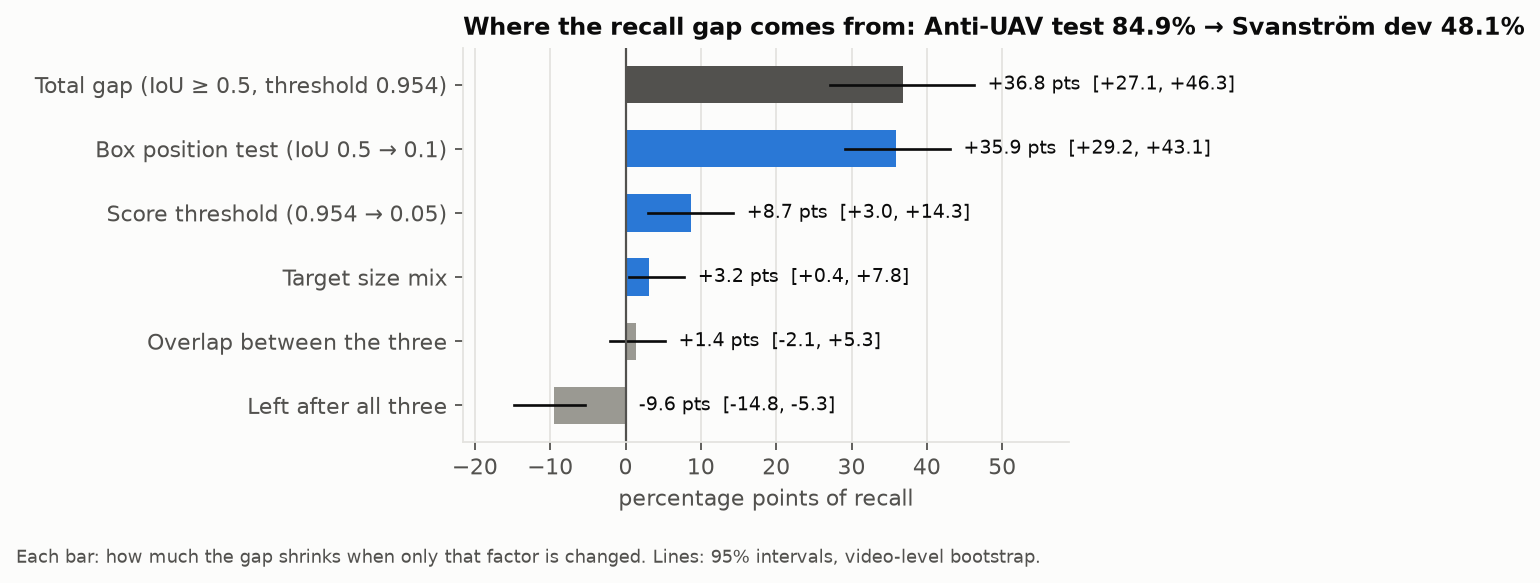 Where the recall gap comes from: Anti-UAV test 84.9% → Svanström dev 48.1%
Total gap (IoU ≥ 0.5, threshold 0.954)
+36.8 pts [+27.1, +46.3]
Box position test (IoU 0.5 → 0.1)
+35.9 pts [+29.2, +43.1]
Score threshold (0.954 → 0.05)
+8.7 pts [+3.0, +14.3]
Target size mix
+3.2 pts [+0.4, +7.8]
Overlap between the three
+1.4 pts [-2.1, +5.3]
Left after all three
-9.6 pts [-14.8, -5.3]
−20 −10 0 10 20 30 40 50
percentage points of recall
Each bar: how much the gap shrinks when only that factor is changed. Lines: 95% intervals, video-level bootstrap.